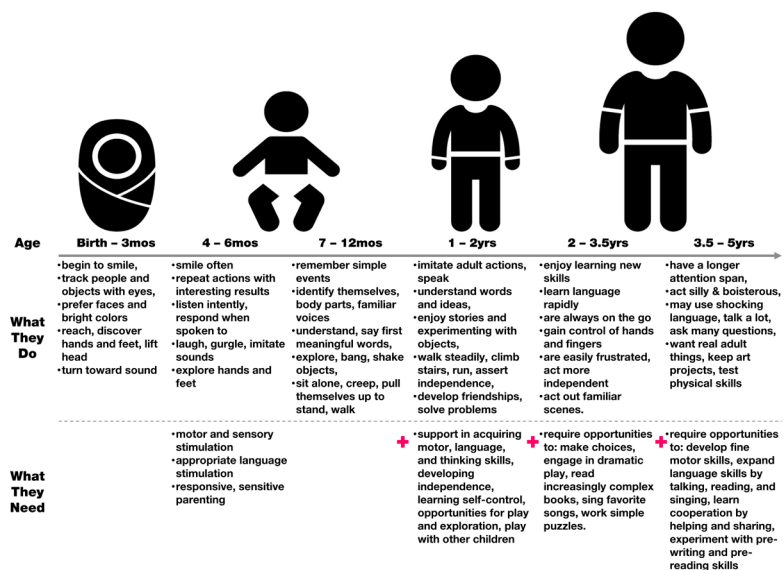 Age
Birth – 3mos
4 – 6mos
7 – 12mos
1 – 2yrs
2 – 3.5yrs
3.5 – 5yrs
What
They
Do
•begin to smile,
•track people and
objects with eyes,
•prefer faces and
bright colors
•reach, discover
hands and feet, lift
head
•turn toward sound
•smile often
•repeat actions with
interesting results
•listen intently,
respond when
spoken to
•laugh, gurgle, imitate
sounds
•explore hands and
feet
•remember simple
events
•identify themselves,
body parts, familiar
voices
•understand, say first
meaningful words,
•explore, bang, shake
objects,
•sit alone, creep, pull
themselves up to
stand, walk
•imitate adult actions,
speak
•understand words
and ideas,
•enjoy stories and
experimenting with
objects,
•walk steadily, climb
stairs, run, assert
independence,
•develop friendships,
solve problems
•enjoy learning new
skills
•learn language
rapidly
•are always on the go
•gain control of hands
and fingers
•are easily frustrated,
act more
independent
•act out familiar
scenes.
•have a longer
attention span,
•act silly & boisterous,
•may use shocking
language, talk a lot,
ask many questions,
•want real adult
things, keep art
projects, test
physical skills
What
They
Need
•motor and sensory
stimulation
•appropriate language
stimulation
•responsive, sensitive
parenting
•support in acquiring
motor, language,
and thinking skills,
developing
independence,
learning self-control,
opportunities for play
and exploration, play
with other children
•require opportunities
to: make choices,
engage in dramatic
play, read
increasingly complex
books, sing favorite
songs, work simple
puzzles.
•require opportunities
to: develop fine
motor skills, expand
language skills by
talking, reading, and
singing, learn
cooperation by
helping and sharing,
experiment with pre-
writing and pre-
reading skills